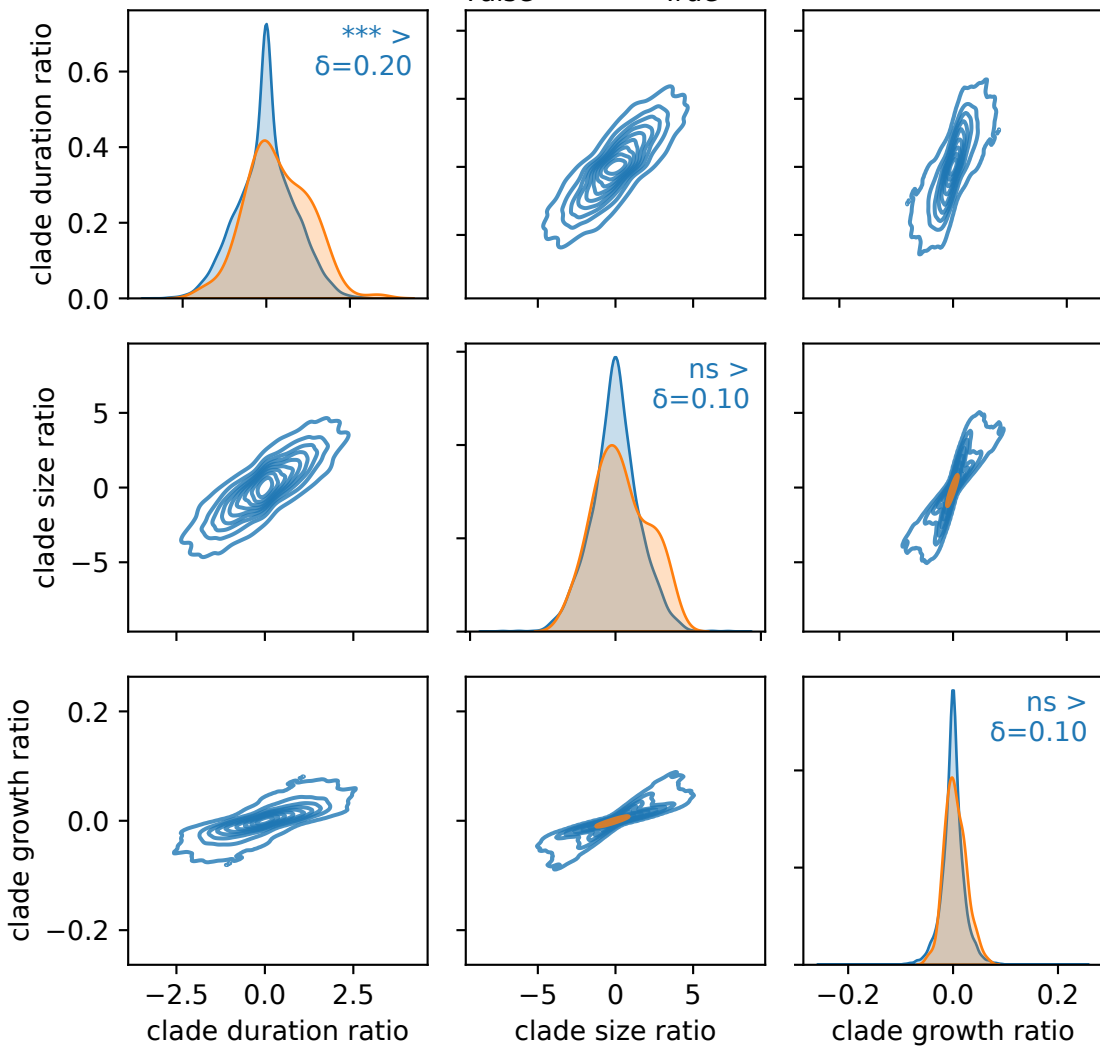 clade duration ratio
0.6
0.4
0.2
0.0
*** >
δ=0.20
clade size ratio
5
0
−5
ns >
δ=0.10
clade growth ratio
0.2
0.0
−0.2
ns >
δ=0.10
−2.5 0.0 2.5
−5 0 5
−0.2 0.0 0.2
clade duration ratio
clade size ratio
clade growth ratio